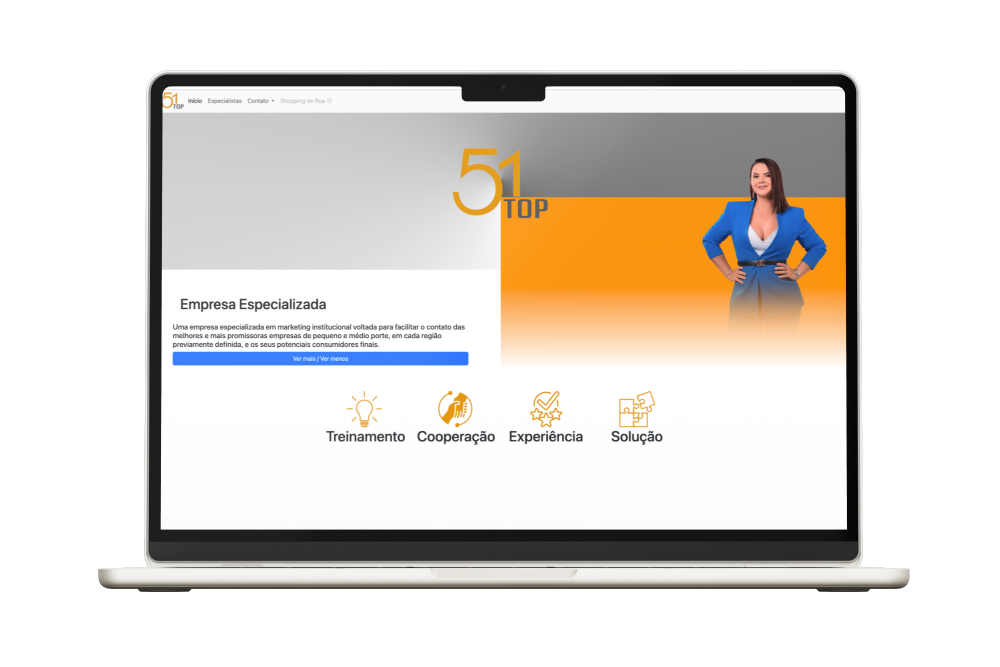 51
TOP
Início Especialistas Contato Shopping de Rua
51
TOP
Empresa Especializada
Uma empresa especializada em marketing institucional voltada para facilitar o contato das
melhores e mais promissoras empresas de pequeno e médio porte, em cada região
previamente definida, e os seus potenciais consumidores finais.
Ver mais / Ver menos
Treinamento Cooperação Experiência Solução